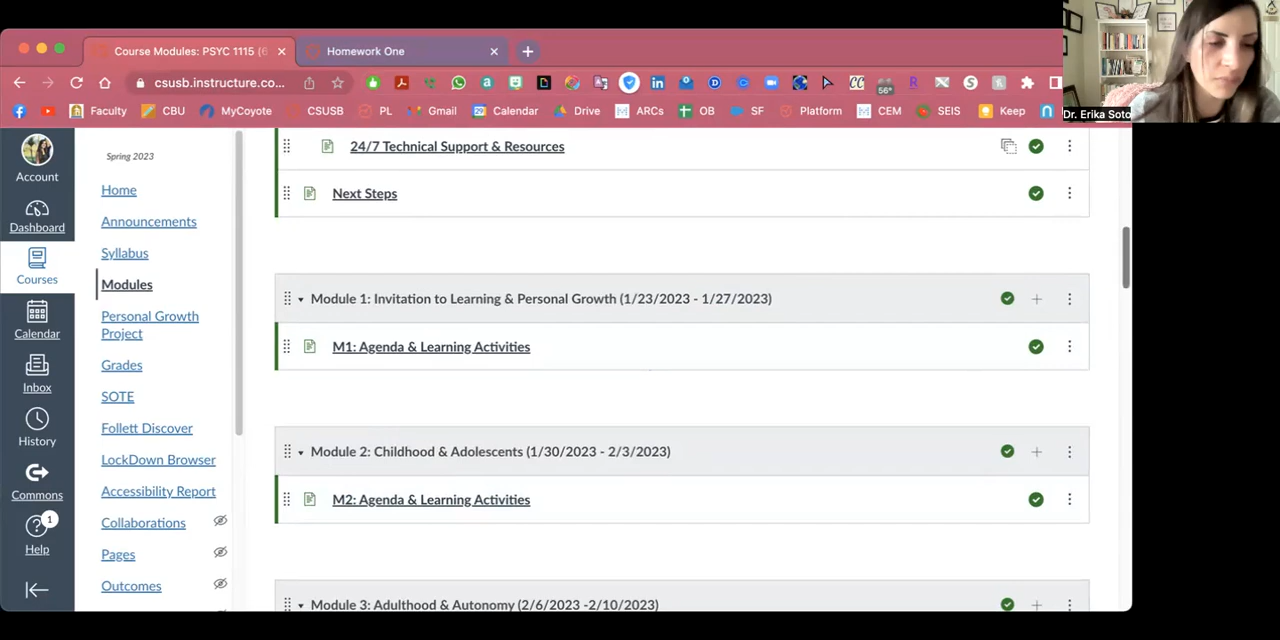 Course Modules: PSYC 1115 (6
Homework One
csusb.instructure.co...
56°
Faculty
CBU
MyCoyote
CSUSB
PL
Gmail
Calendar
Drive
ARCs
OB
SF
Platform
CEM
SEIS
Keep
Dr. Erika Soto
Account
Dashboard
Courses
Calendar
Inbox
History
Commons
1
Help
Spring 2023
Home
Announcements
Syllabus
Modules
Personal Growth
Project
Grades
SOTE
Follett Discover
LockDown Browser
Accessibility Report
Collaborations
Pages
Outcomes
24/7 Technical Support & Resources
Next Steps
Module 1: Invitation to Learning & Personal Growth (1/23/2023 - 1/27/2023)
M1: Agenda & Learning Activities
Module 2: Childhood & Adolescents (1/30/2023 - 2/3/2023)
M2: Agenda & Learning Activities
Module 3: Adulthood & Autonomy (2/6/2023 -2/10/2023)